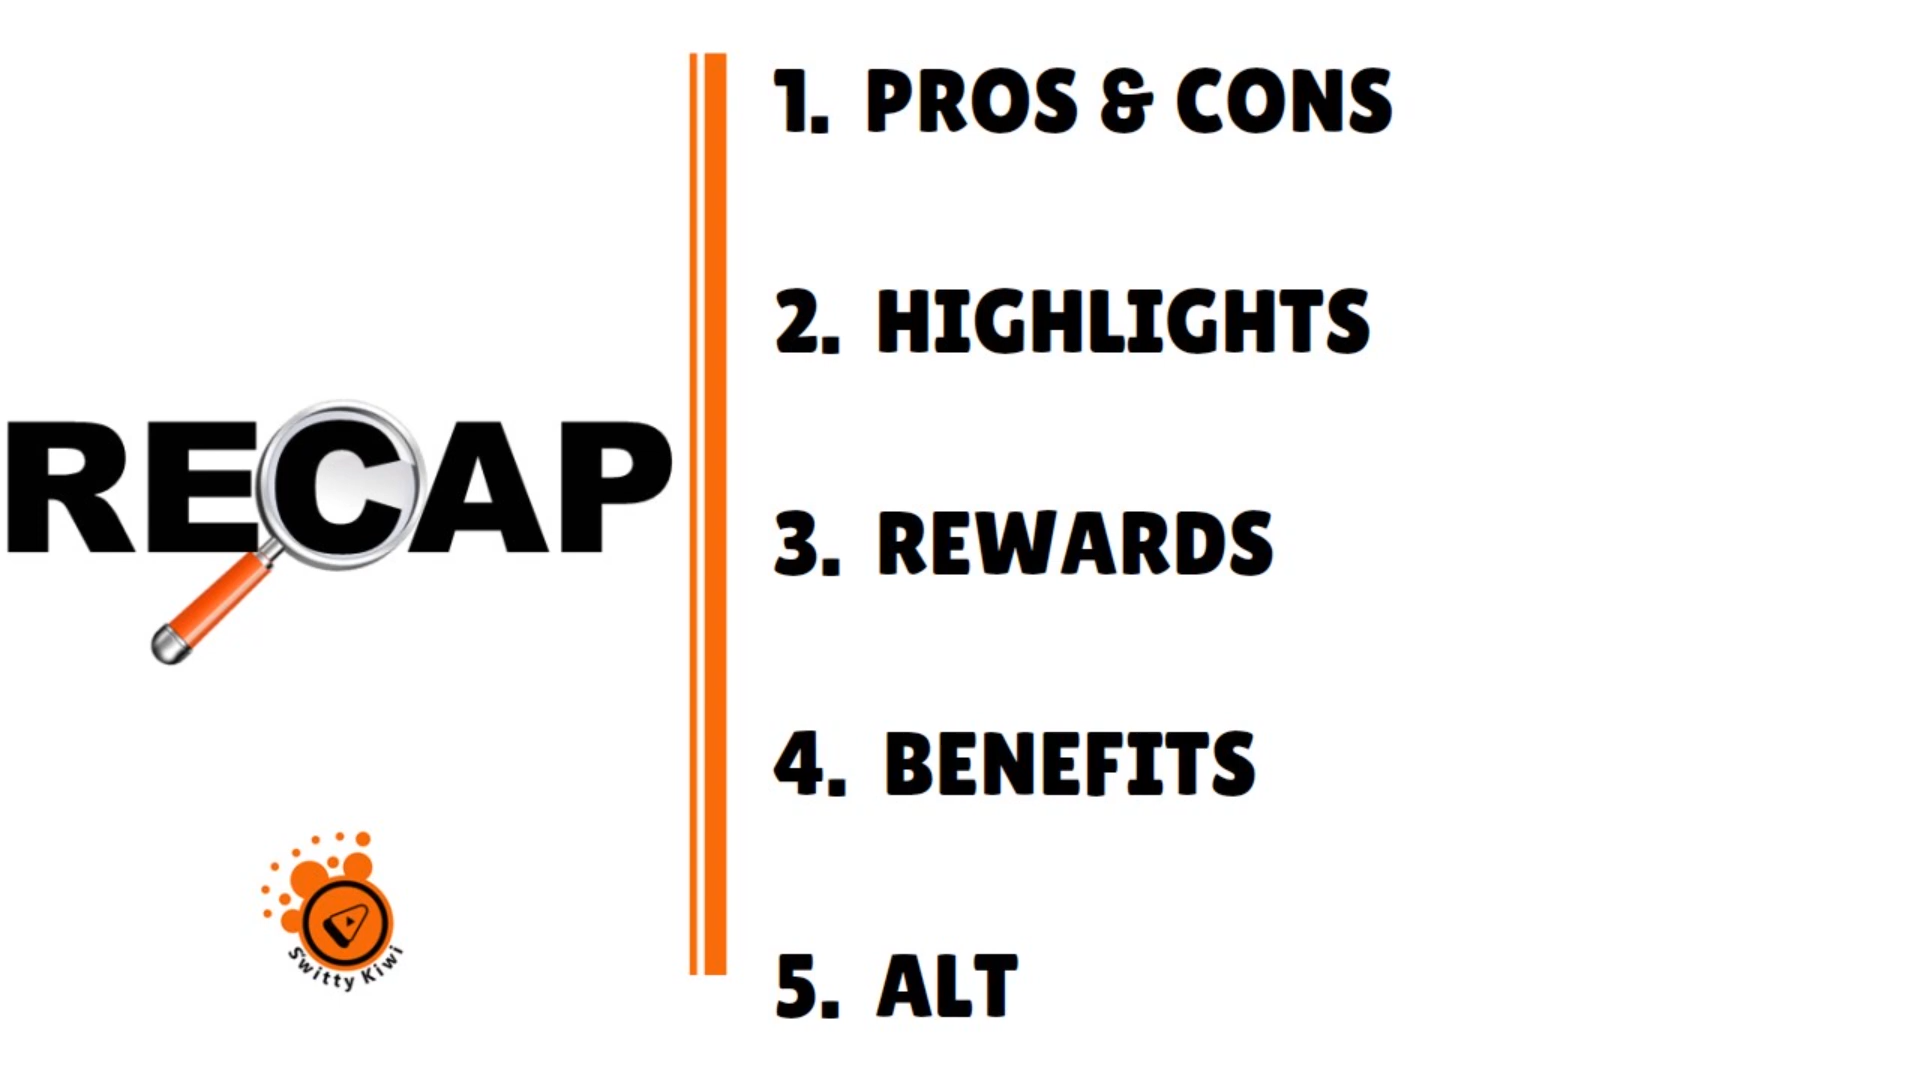 RECAP
Switty Kiwi
1. PROS & CONS
2. HIGHLIGHTS
3. REWARDS
4. BENEFITS
5. ALT